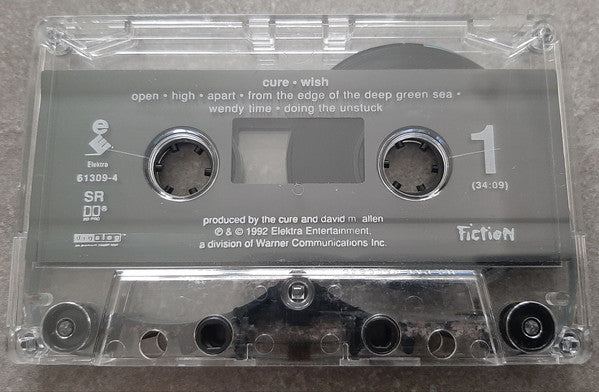 cure • wish
open • high • apart • from the edge of the deep green sea •
wendy time • doing the unstuck
Elektra
61309-4
SR
1
(34:09)
produced by the cure and david m. allen
℗ & © 1992 Elektra Entertainment,
a division of Warner Communications Inc.
digalog
Fiction